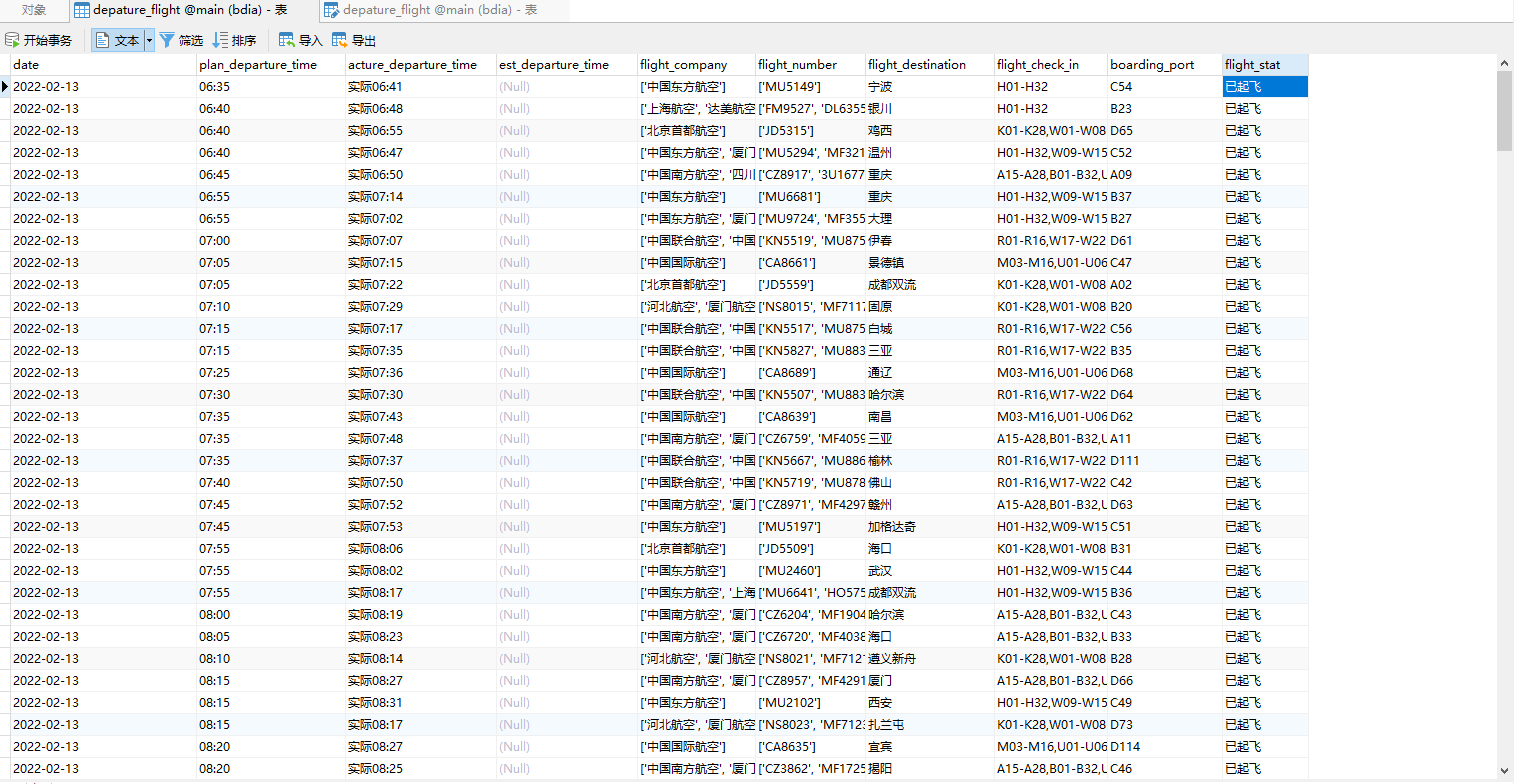 对象 depature_flight @main (bdia) - 表 depature_flight @main (bdia) - 表
开始事务 文本 筛选 排序 导入 导出
date plan_departure_time acture_departure_time est_departure_time flight_company flight_number flight_destination flight_check_in boarding_port flight_stat
2022-02-13 06:35 实际06:41 (Null) ['中国东方航空'] ['MU5149'] 宁波 H01-H32 C54 已起飞
2022-02-13 06:40 实际06:48 (Null) ['上海航空', '达美航空 ['FM9527', 'DL6355 银川 H01-H32 B23 已起飞
2022-02-13 06:40 实际06:55 (Null) ['北京首都航空'] ['JD5315'] 鸡西 K01-K28,W01-W08 D65 已起飞
2022-02-13 06:40 实际06:47 (Null) ['中国东方航空', '厦门 ['MU5294', 'MF321 温州 H01-H32,W09-W15 C52 已起飞
2022-02-13 06:45 实际06:50 (Null) ['中国南方航空', '四川 ['CZ8917', '3U1677 重庆 A15-A28,B01-B32,U A09 已起飞
2022-02-13 06:55 实际07:14 (Null) ['中国东方航空'] ['MU6681'] 重庆 H01-H32,W09-W15 B37 已起飞
2022-02-13 06:55 实际07:02 (Null) ['中国东方航空', '厦门 ['MU9724', 'MF355 大理 H01-H32,W09-W15 B27 已起飞
2022-02-13 07:00 实际07:07 (Null) ['中国联合航空', '中国 ['KN5519', 'MU875 伊春 R01-R16,W17-W22 D61 已起飞
2022-02-13 07:05 实际07:15 (Null) ['中国国际航空'] ['CA8661'] 景德镇 M03-M16,U01-U06 C47 已起飞
2022-02-13 07:05 实际07:22 (Null) ['北京首都航空'] ['JD5559'] 成都双流 K01-K28,W01-W08 A02 已起飞
2022-02-13 07:10 实际07:29 (Null) ['河北航空', '厦门航空 ['NS8015', 'MF7117 固原 K01-K28,W01-W08 B20 已起飞
2022-02-13 07:15 实际07:17 (Null) ['中国联合航空', '中国 ['KN5517', 'MU875 白城 R01-R16,W17-W22 C56 已起飞
2022-02-13 07:15 实际07:35 (Null) ['中国联合航空', '中国 ['KN5827', 'MU883 三亚 R01-R16,W17-W22 B35 已起飞
2022-02-13 07:25 实际07:36 (Null) ['中国国际航空'] ['CA8689'] 通辽 M03-M16,U01-U06 D68 已起飞
2022-02-13 07:30 实际07:30 (Null) ['中国联合航空', '中国 ['KN5507', 'MU883 哈尔滨 R01-R16,W17-W22 D64 已起飞
2022-02-13 07:35 实际07:43 (Null) ['中国国际航空'] ['CA8639'] 南昌 M03-M16,U01-U06 D62 已起飞
2022-02-13 07:35 实际07:48 (Null) ['中国南方航空', '厦门 ['CZ6759', 'MF4059 三亚 A15-A28,B01-B32,U A11 已起飞
2022-02-13 07:35 实际07:37 (Null) ['中国联合航空', '中国 ['KN5667', 'MU886 榆林 R01-R16,W17-W22 D111 已起飞
2022-02-13 07:40 实际07:50 (Null) ['中国联合航空', '中国 ['KN5719', 'MU878 佛山 R01-R16,W17-W22 C42 已起飞
2022-02-13 07:45 实际07:52 (Null) ['中国南方航空', '厦门 ['CZ8971', 'MF4297 赣州 A15-A28,B01-B32,U D63 已起飞
2022-02-13 07:45 实际07:53 (Null) ['中国东方航空'] ['MU5197'] 加格达奇 H01-H32,W09-W15 C51 已起飞
2022-02-13 07:55 实际08:06 (Null) ['北京首都航空'] ['JD5509'] 海口 K01-K28,W01-W08 B31 已起飞
2022-02-13 07:55 实际08:02 (Null) ['中国东方航空'] ['MU2460'] 武汉 H01-H32,W09-W15 C44 已起飞
2022-02-13 07:55 实际08:17 (Null) ['中国东方航空', '上海 ['MU6641', 'HO575 成都双流 H01-H32,W09-W15 B36 已起飞
2022-02-13 08:00 实际08:19 (Null) ['中国南方航空', '厦门 ['CZ6204', 'MF1904 哈尔滨 A15-A28,B01-B32,U C43 已起飞
2022-02-13 08:05 实际08:23 (Null) ['中国南方航空', '厦门 ['CZ6720', 'MF4038 海口 A15-A28,B01-B32,U B33 已起飞
2022-02-13 08:10 实际08:14 (Null) ['河北航空', '厦门航空 ['NS8021', 'MF712 遵义新舟 K01-K28,W01-W08 B28 已起飞
2022-02-13 08:15 实际08:27 (Null) ['中国南方航空', '厦门 ['CZ8957', 'MF4291 厦门 A15-A28,B01-B32,U D66 已起飞
2022-02-13 08:15 实际08:31 (Null) ['中国东方航空'] ['MU2102'] 西安 H01-H32,W09-W15 C49 已起飞
2022-02-13 08:15 实际08:17 (Null) ['河北航空', '厦门航空 ['NS8023', 'MF7123 扎兰屯 K01-K28,W01-W08 D73 已起飞
2022-02-13 08:20 实际08:27 (Null) ['中国国际航空'] ['CA8635'] 宜宾 M03-M16,U01-U06 D114 已起飞
2022-02-13 08:20 实际08:25 (Null) ['中国南方航空', '厦门 ['CZ3862', 'MF1725 揭阳 A15-A28,B01-B32,U C46 已起飞